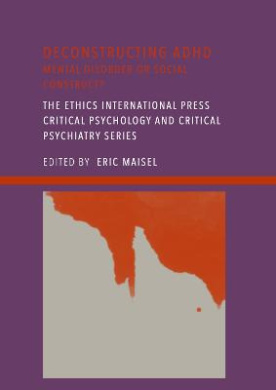 DECONSTRUCTING ADHD
MENTAL DISORDER OR SOCIAL
CONSTRUCT?
THE ETHICS INTERNATIONAL PRESS
CRITICAL PSYCHOLOGY AND CRITICAL
PSYCHIATRY SERIES
EDITED BY ERIC MAISEL